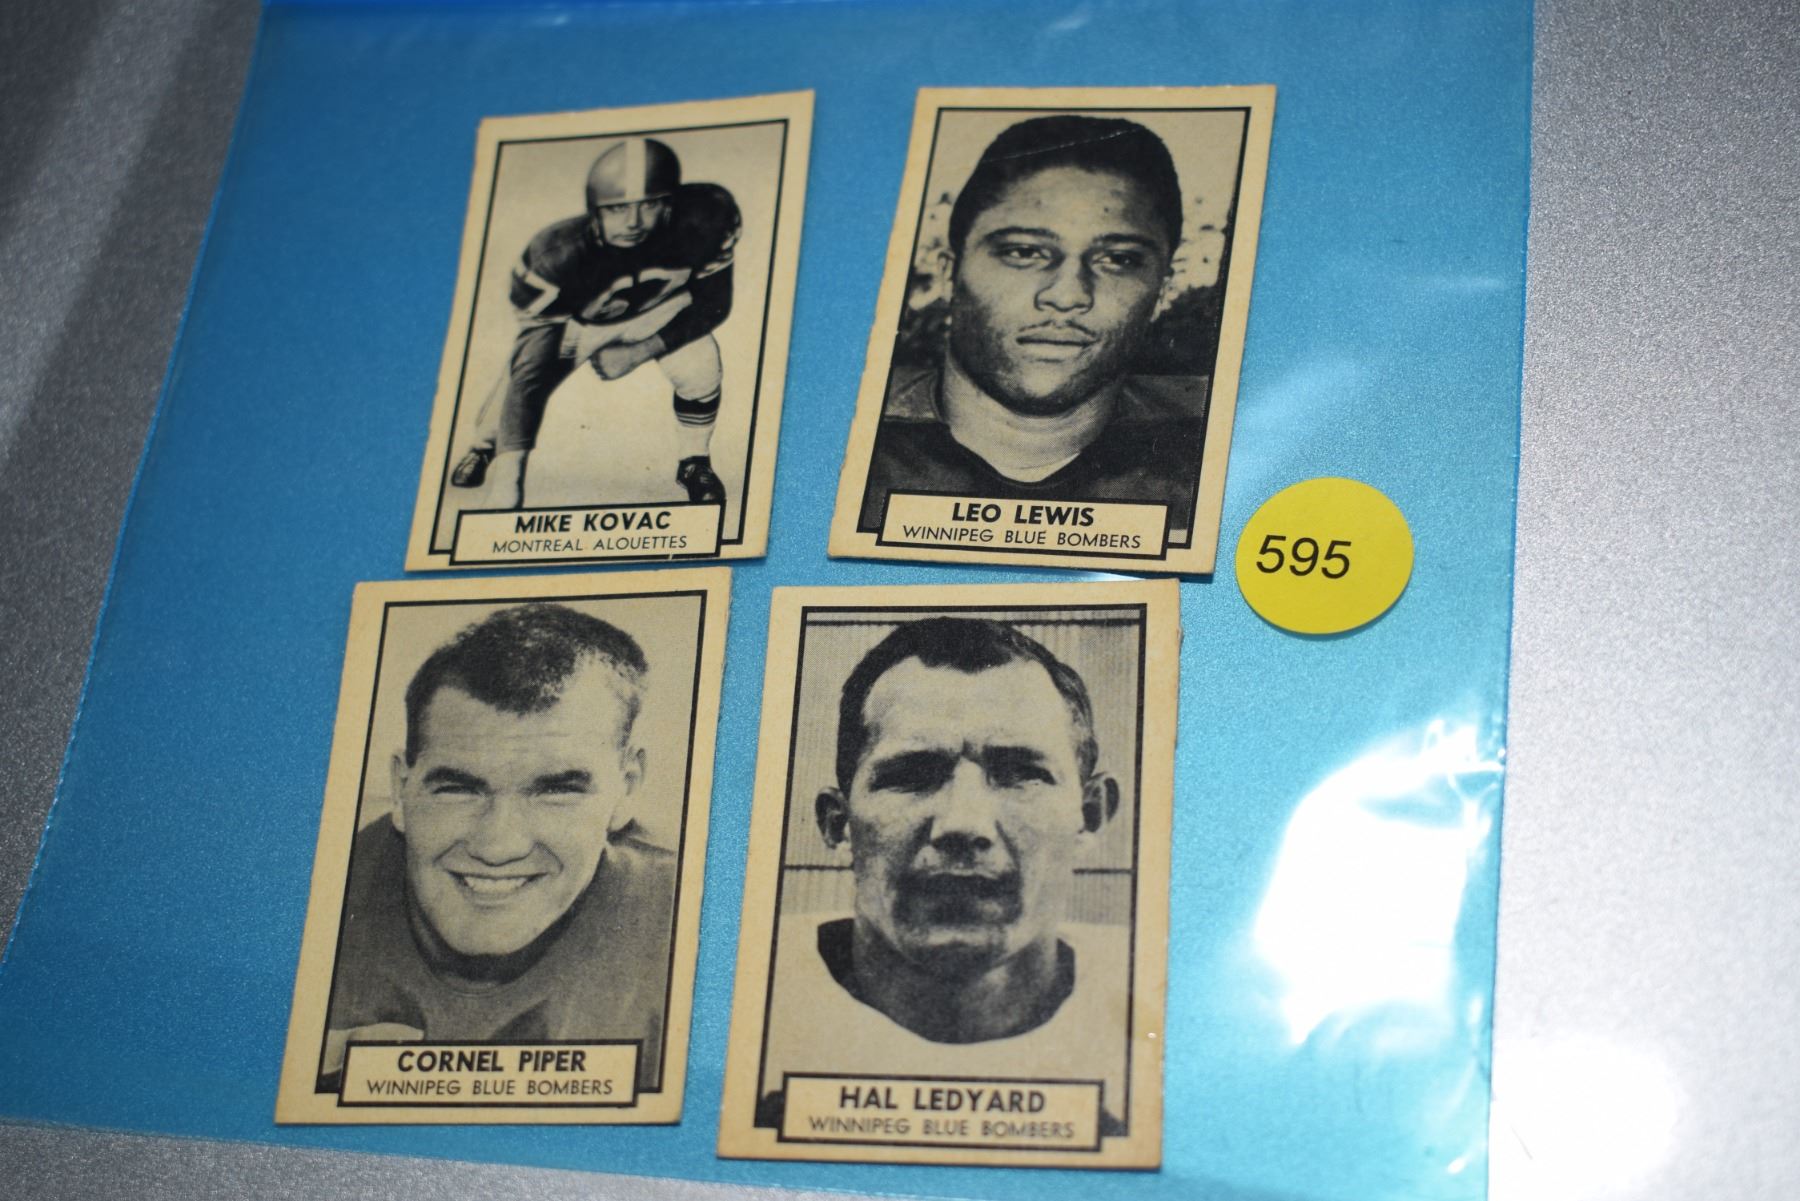 67
MIKE KOVAC
MONTREAL ALOUETTES
LEO LEWIS
WINNIPEG BLUE BOMBERS
595
CORNEL PIPER
WINNIPEG BLUE BOMBERS
HAL LEDYARD
WINNIPEG BLUE BOMBERS